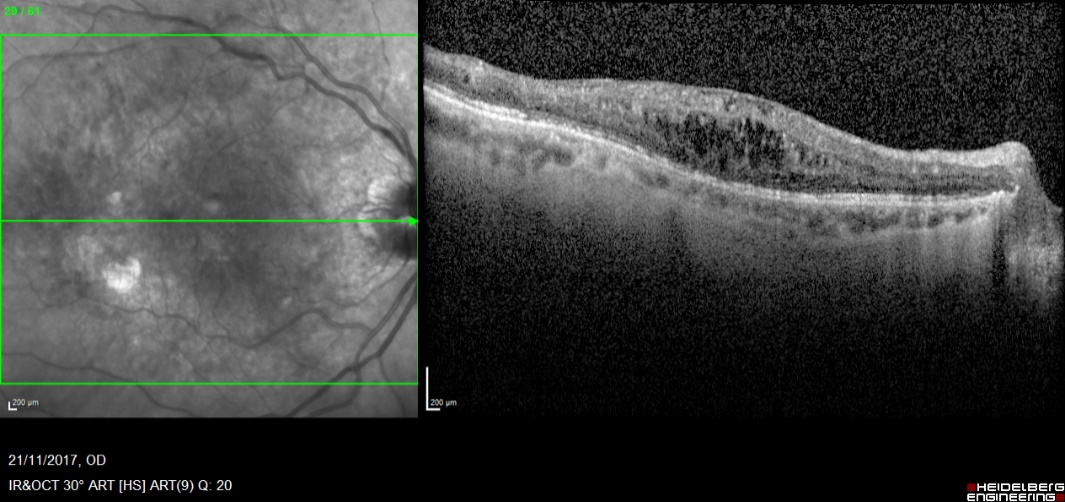 29 / 61
200 µm
200 µm
21/11/2017, OD
IR&OCT 30° ART [HS] ART(9) Q: 20
HEIDELBERG
ENGINEERING